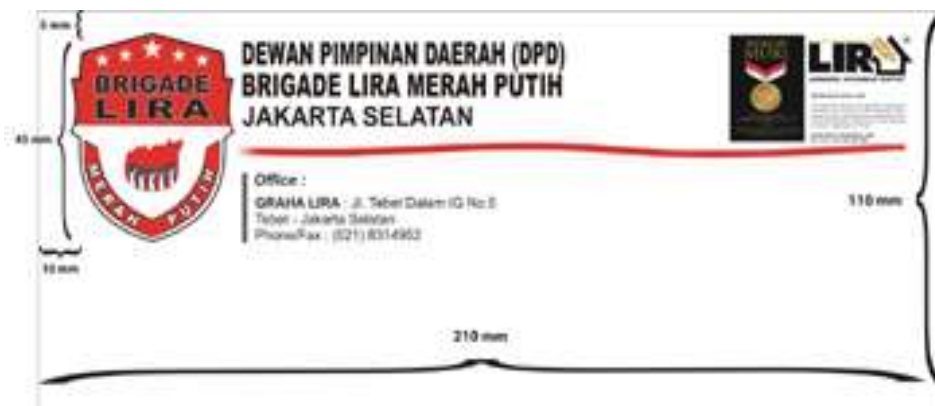 5 mm
BRIGADE
LIRA
MERAH PUTIH
45 mm
10 mm
DEWAN PIMPINAN DAERAH (DPD)
BRIGADE LIRA MERAH PUTIH
JAKARTA SELATAN
Office :
GRAHA LIRA : Jl. Tebet Dalam IG No.5
Tebet - Jakarta Selatan
Phone/Fax : (021) 8314953
LIRA
110 mm
210 mm